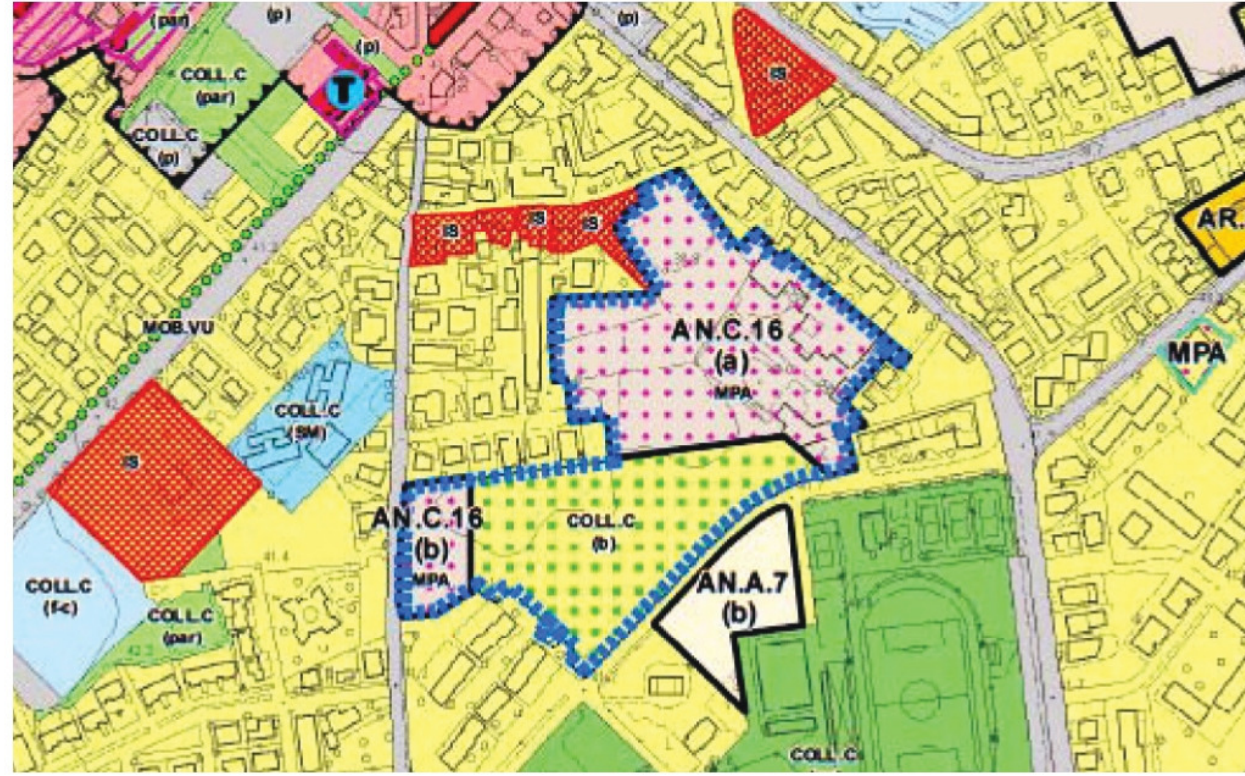 (par)
(p)
(p)
(p)
COLL.C
(par)
T
COLL.C
(p)
IS
AR.
IS
IS
IS
MOB.VU
AN.C.16
(a)
MPA
MPA
COLL.C
(SM)
IS
AN.C.16
(b)
MPA
COLL.C
(b)
COLL.C
(f-c)
COLL.C
(par)
AN.A.7
(b)
COLL.C